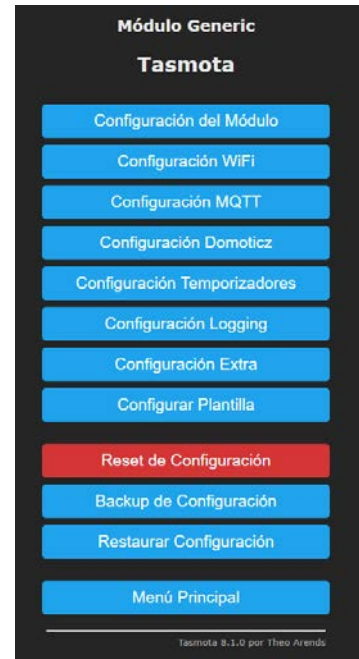 Módulo Generic
Tasmota
Configuración del Módulo
Configuración WiFi
Configuración MQTT
Configuración Domoticz
Configuración Temporizadores
Configuración Logging
Configuración Extra
Configurar Plantilla
Reset de Configuración
Backup de Configuración
Restaurar Configuración
Menú Principal
Tasmota 8.1.0 por Theo Arends